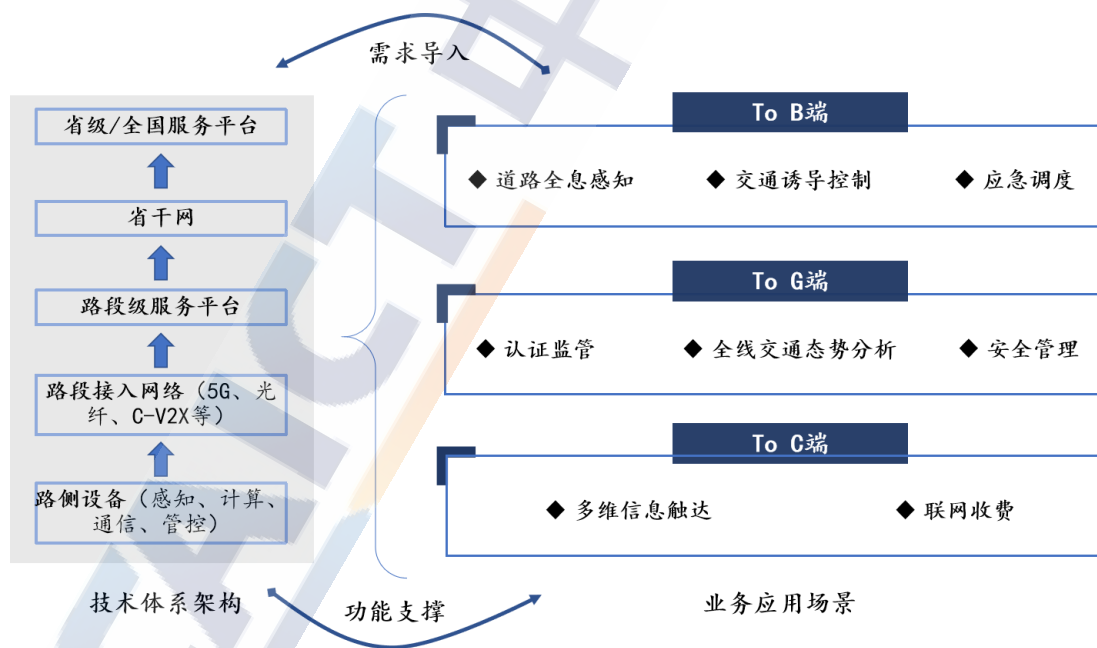 需求导入
省级/全国服务平台
省干网
路段级服务平台
路段接入网络（5G、光
纤、C-V2X等）
路侧设备（感知、计算、
通信、管控）
技术体系架构
To B端
◆ 道路全息感知 ◆ 交通诱导控制 ◆ 应急调度
To G端
◆ 认证监管 ◆ 全线交通态势分析 ◆ 安全管理
To C端
◆ 多维信息触达 ◆ 联网收费
功能支撑
业务应用场景